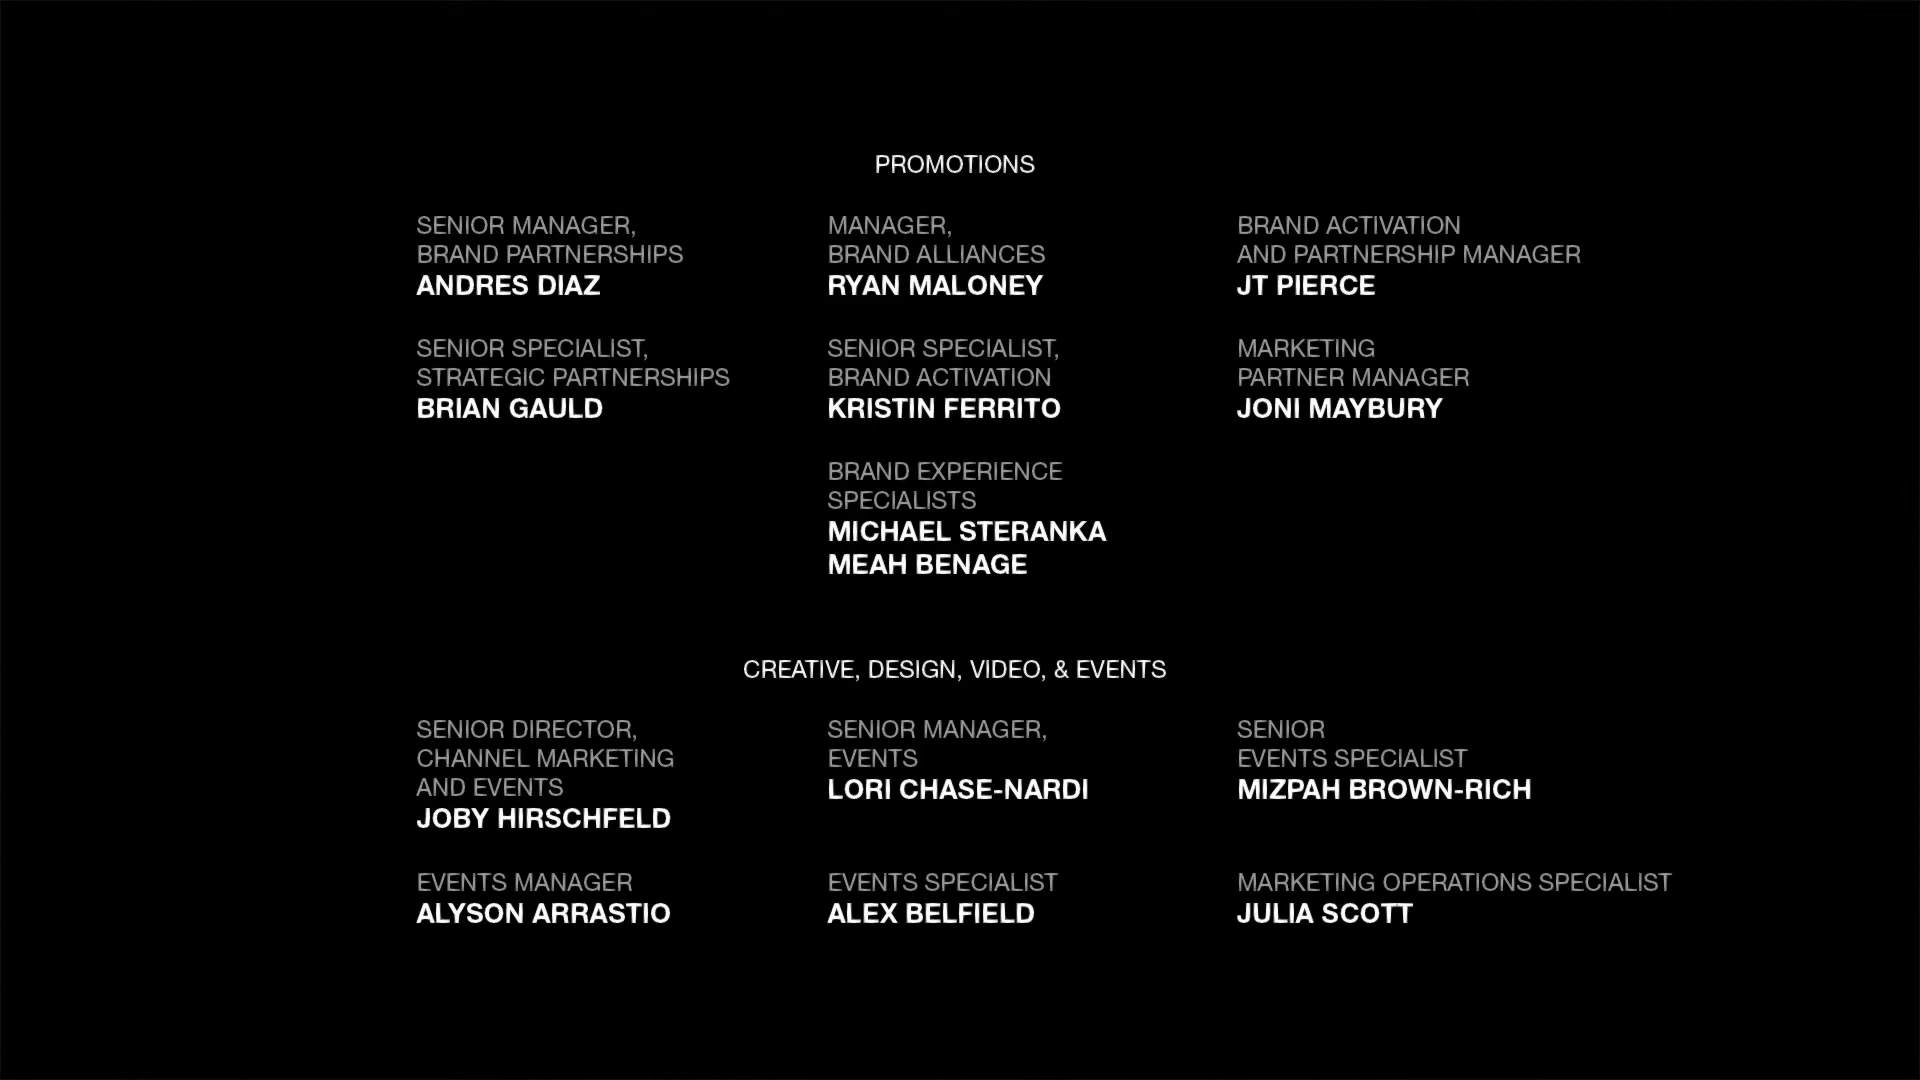 PROMOTIONS
SENIOR MANAGER,
BRAND PARTNERSHIPS
ANDRES DIAZ
MANAGER,
BRAND ALLIANCES
RYAN MALONEY
BRAND ACTIVATION
AND PARTNERSHIP MANAGER
JT PIERCE
SENIOR SPECIALIST,
STRATEGIC PARTNERSHIPS
BRIAN GAULD
SENIOR SPECIALIST,
BRAND ACTIVATION
KRISTIN FERRITO
MARKETING
PARTNER MANAGER
JONI MAYBURY
BRAND EXPERIENCE
SPECIALISTS
MICHAEL STERANKA
MEAH BENAGE
CREATIVE, DESIGN, VIDEO, & EVENTS
SENIOR DIRECTOR,
CHANNEL MARKETING
AND EVENTS
JOBY HIRSCHFELD
SENIOR MANAGER,
EVENTS
LORI CHASE-NARDI
SENIOR
EVENTS SPECIALIST
MIZPAH BROWN-RICH
EVENTS MANAGER
ALYSON ARRASTIO
EVENTS SPECIALIST
ALEX BELFIELD
MARKETING OPERATIONS SPECIALIST
JULIA SCOTT